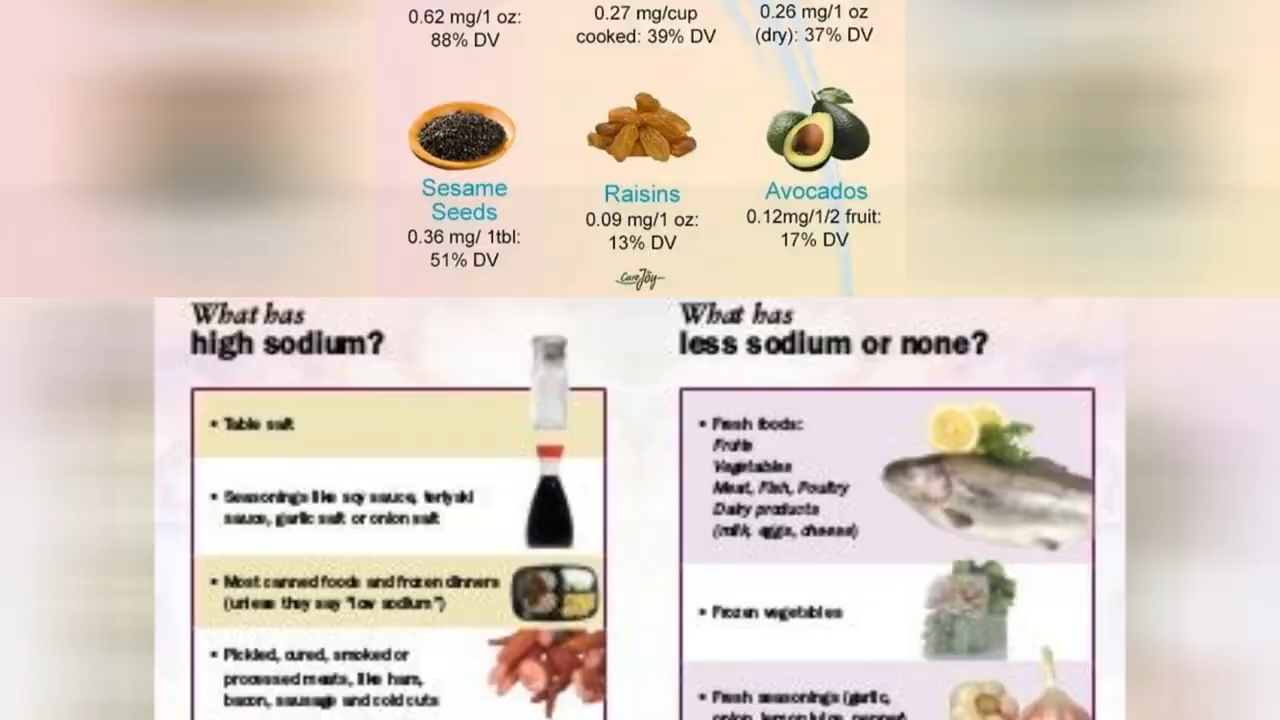 0.62 mg/1 oz:
88% DV
0.27 mg/cup
cooked: 39% DV
0.26 mg/1 oz
(dry): 37% DV
Sesame
Seeds
0.36 mg/ 1tbl:
51% DV
Raisins
0.09 mg/1 oz:
13% DV
Avocados
0.12mg/1/2 fruit:
17% DV
CureJoy
What has
high sodium?
• Table salt
• Seasonings like soy sauce, teriyaki
sauce, garlic salt or onion salt
• Most canned foods and frozen dinners
(unless they say "low sodium")
• Pickled, cured, smoked or
processed meats, like ham,
bacon, sausage and cold cuts
What has
less sodium or none?
• Fresh foods:
Fruits
Vegetables
Meat, Fish, Poultry
Dairy products
(milk, eggs, cheese)
• Frozen vegetables
• Fresh seasonings (garlic,
onion, lemon juice, pepper)